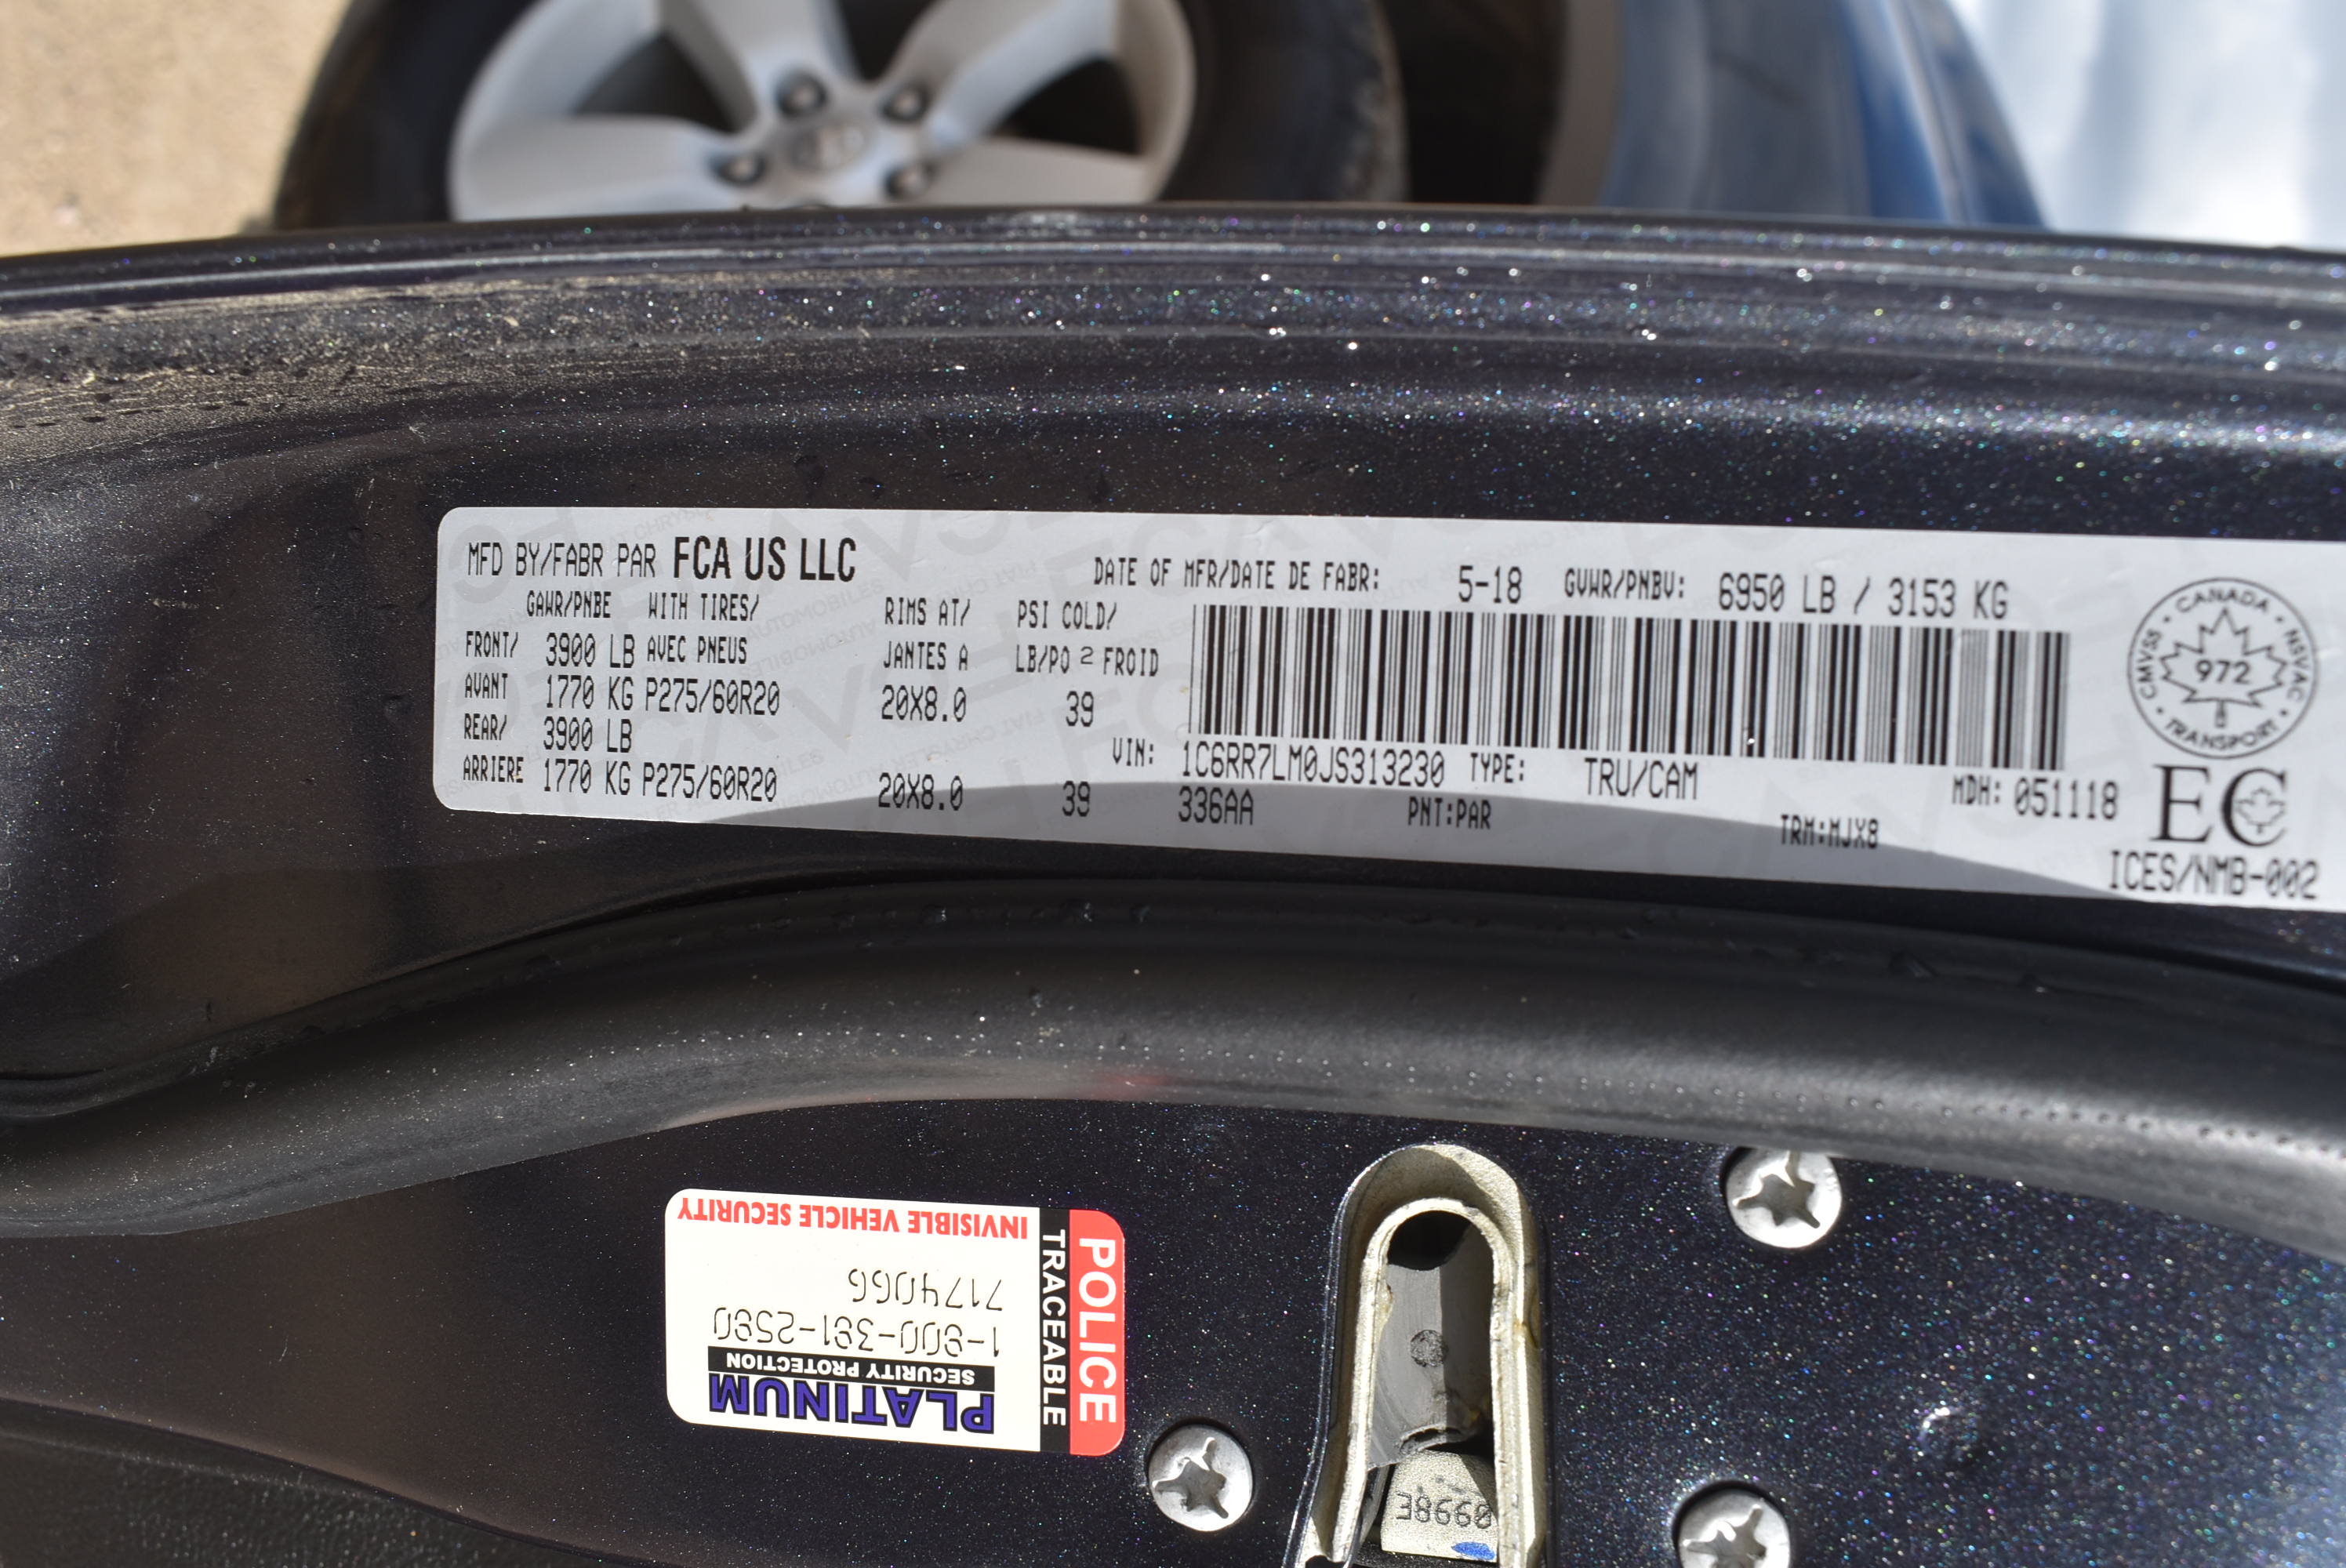 MFD BY/FABR PAR FCA US LLC
DATE OF MFR/DATE DE FABR: 5-18 GVWR/PNBV: 6950 LB / 3153 KG
GAWR/PNBE WITH TIRES/ RIMS AT/ PSI COLD/
FRONT/ 3900 LB AVEC PNEUS JANTES A LB/PO 2 FROID
AVANT 1770 KG P275/60R20 20X8.0 39
REAR/ 3900 LB
ARRIERE 1770 KG P275/60R20 20X8.0 39
VIN: 1C6RR7LM0JS313230 TYPE: TRU/CAM MDH: 051118
336AA PNT:PAR TRM:MJX8
CANADA
CMVSS NSVAC
972
TRANSPORT
EC
ICES/NMB-002
POLICE
TRACEABLE
PLATINUM
SECURITY PROTECTION
1-800-381-2580
7174066
INVISIBLE VEHICLE SECURITY